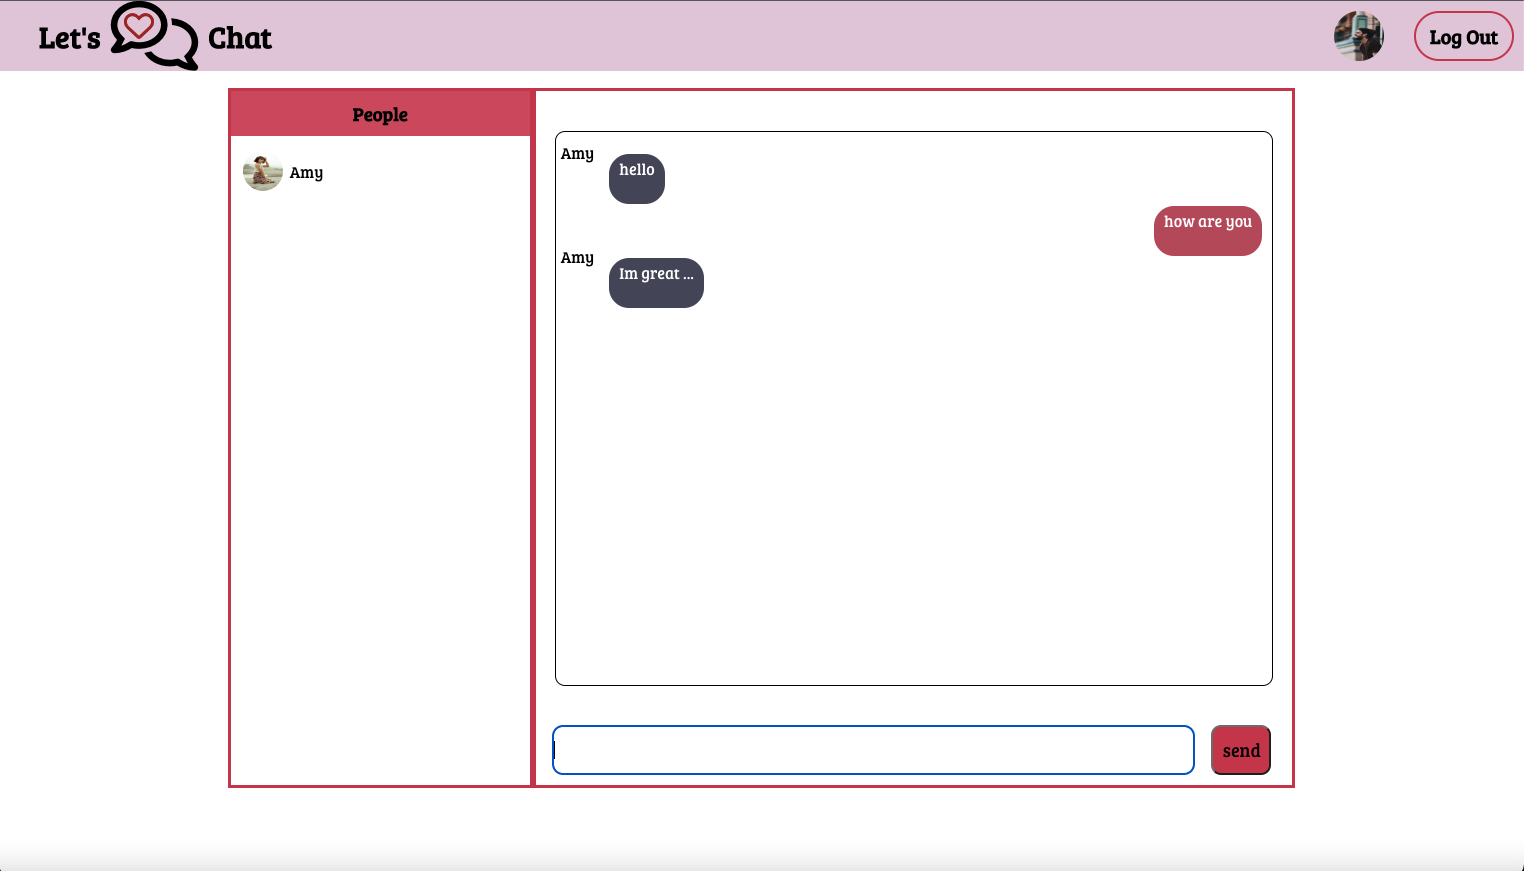 Let's Chat
Log Out
People
Amy
Amy
hello
how are you
Amy
Im great ...
send